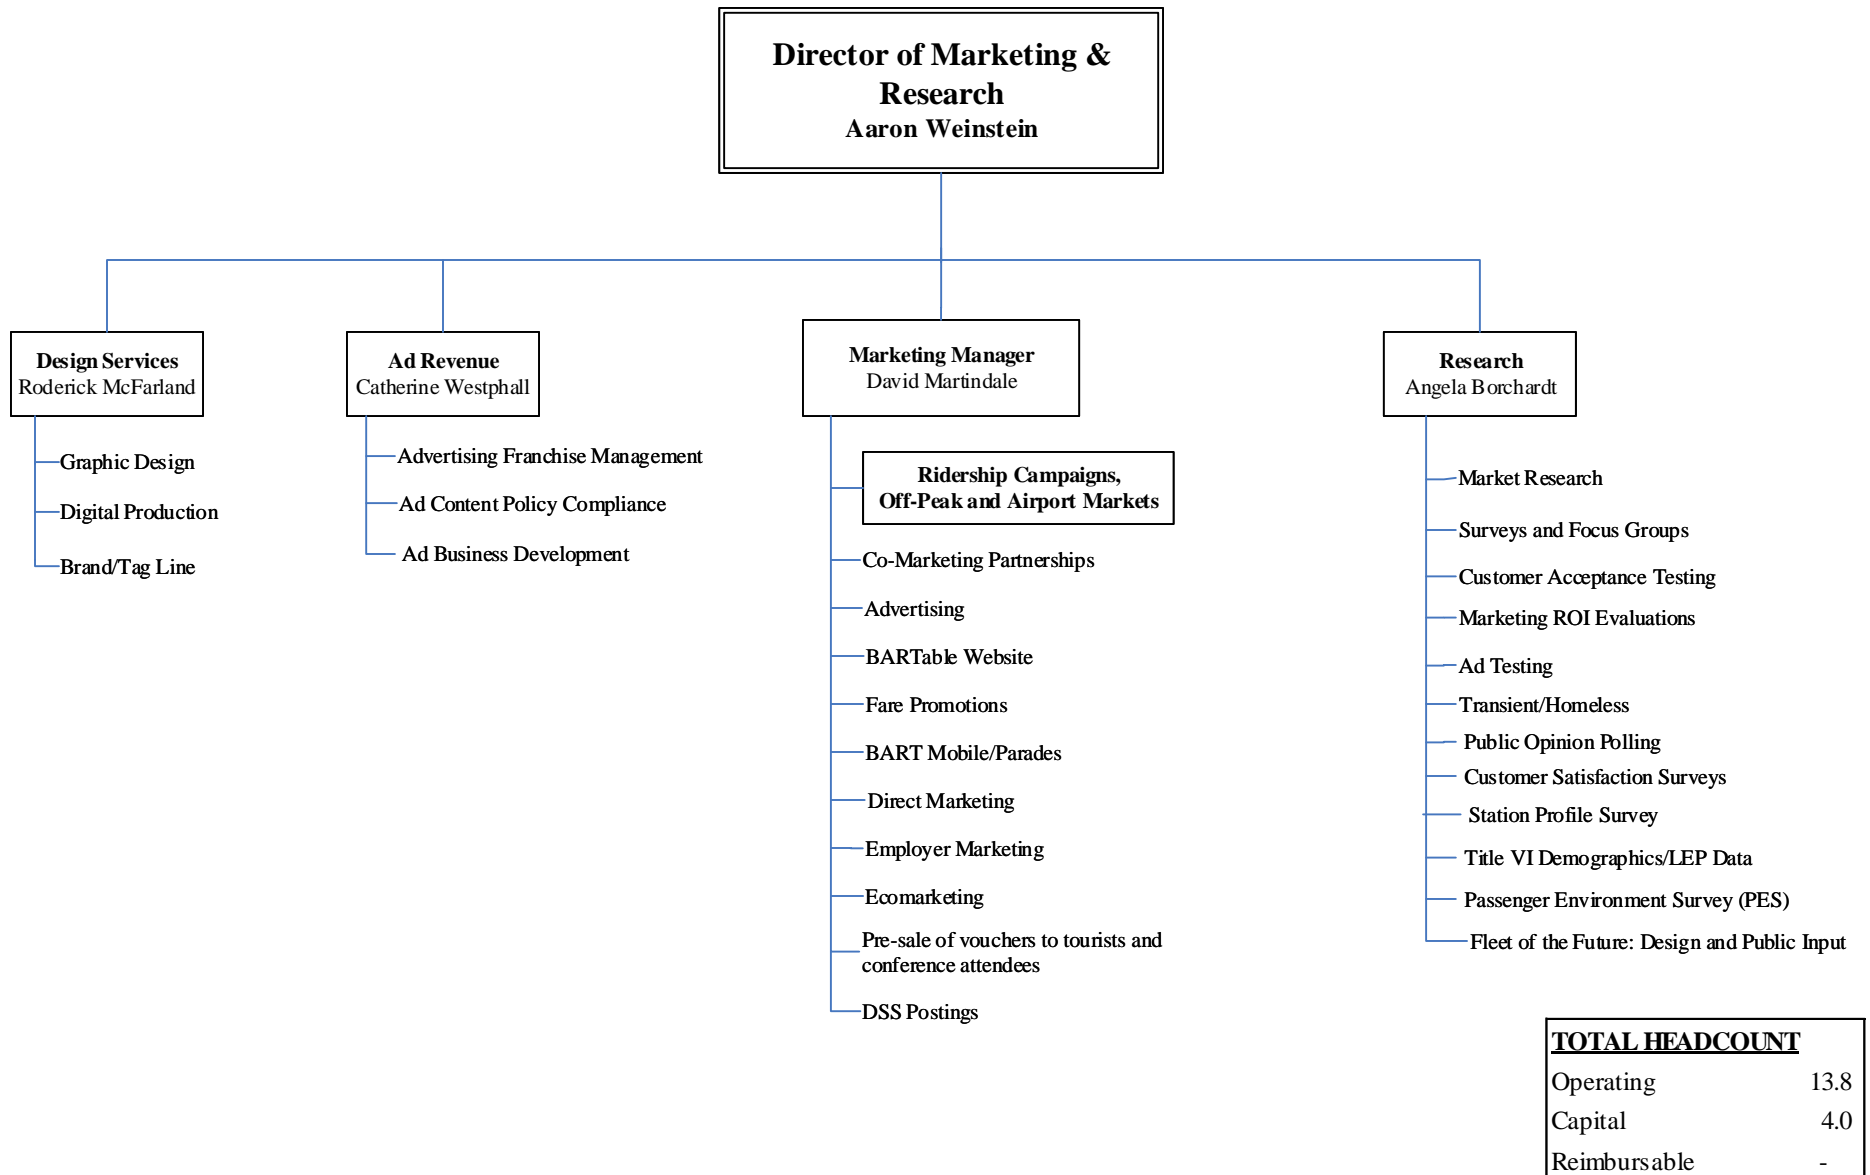 Director of Marketing &
Research
Aaron Weinstein
Design Services
Roderick McFarland
Graphic Design
Digital Production
Brand/Tag Line
Ad Revenue
Catherine Westphall
Advertising Franchise Management
Ad Content Policy Compliance
Ad Business Development
Marketing Manager
David Martindale
Ridership Campaigns,
Off-Peak and Airport Markets
Co-Marketing Partnerships
Advertising
BARTable Website
Fare Promotions
BART Mobile/Parades
Direct Marketing
Employer Marketing
Ecomarketing
Pre-sale of vouchers to tourists and
conference attendees
DSS Postings
Research
Angela Borchardt
Market Research
Surveys and Focus Groups
Customer Acceptance Testing
Marketing ROI Evaluations
Ad Testing
Transient/Homeless
Public Opinion Polling
Customer Satisfaction Surveys
Station Profile Survey
Title VI Demographics/LEP Data
Passenger Environment Survey (PES)
Fleet of the Future: Design and Public Input
TOTAL HEADCOUNT
Operating 13.8
Capital 4.0
Reimbursable -